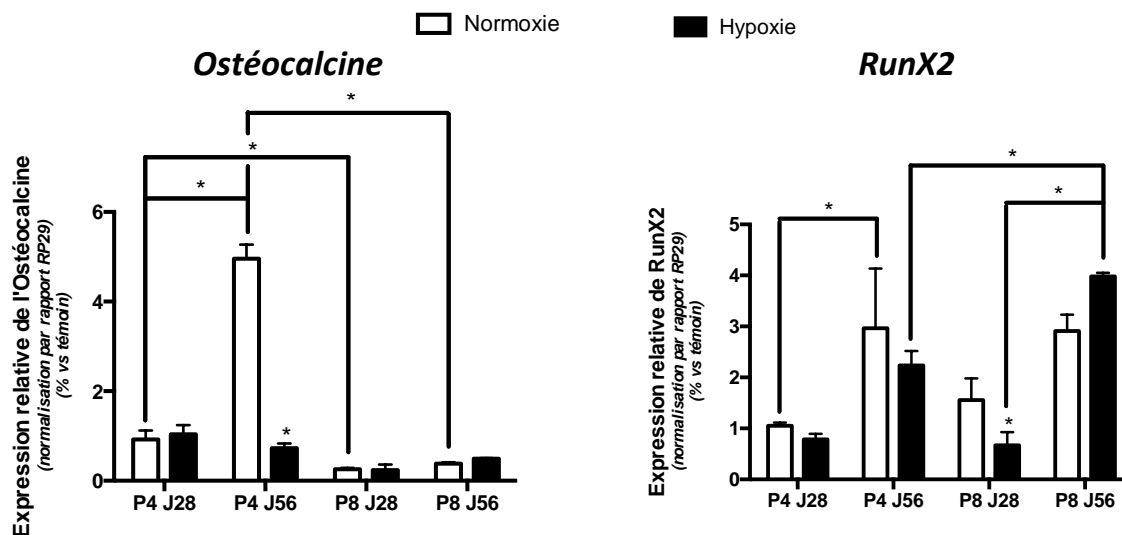 Normoxie
Hypoxie
Ostéocalcine
RunX2
Expression relative de l'Ostéocalcine
(normalisation par rapport RP29)
(% vs témoin)
6
4
2
0
*
*
*
*
P4 J28
P4 J56
P8 J28
P8 J56
Expression relative de RunX2
(normalisation par rapport RP29)
(% vs témoin)
5
4
3
2
1
0
*
*
*
*
P4 J28
P4 J56
P8 J28
P8 J56